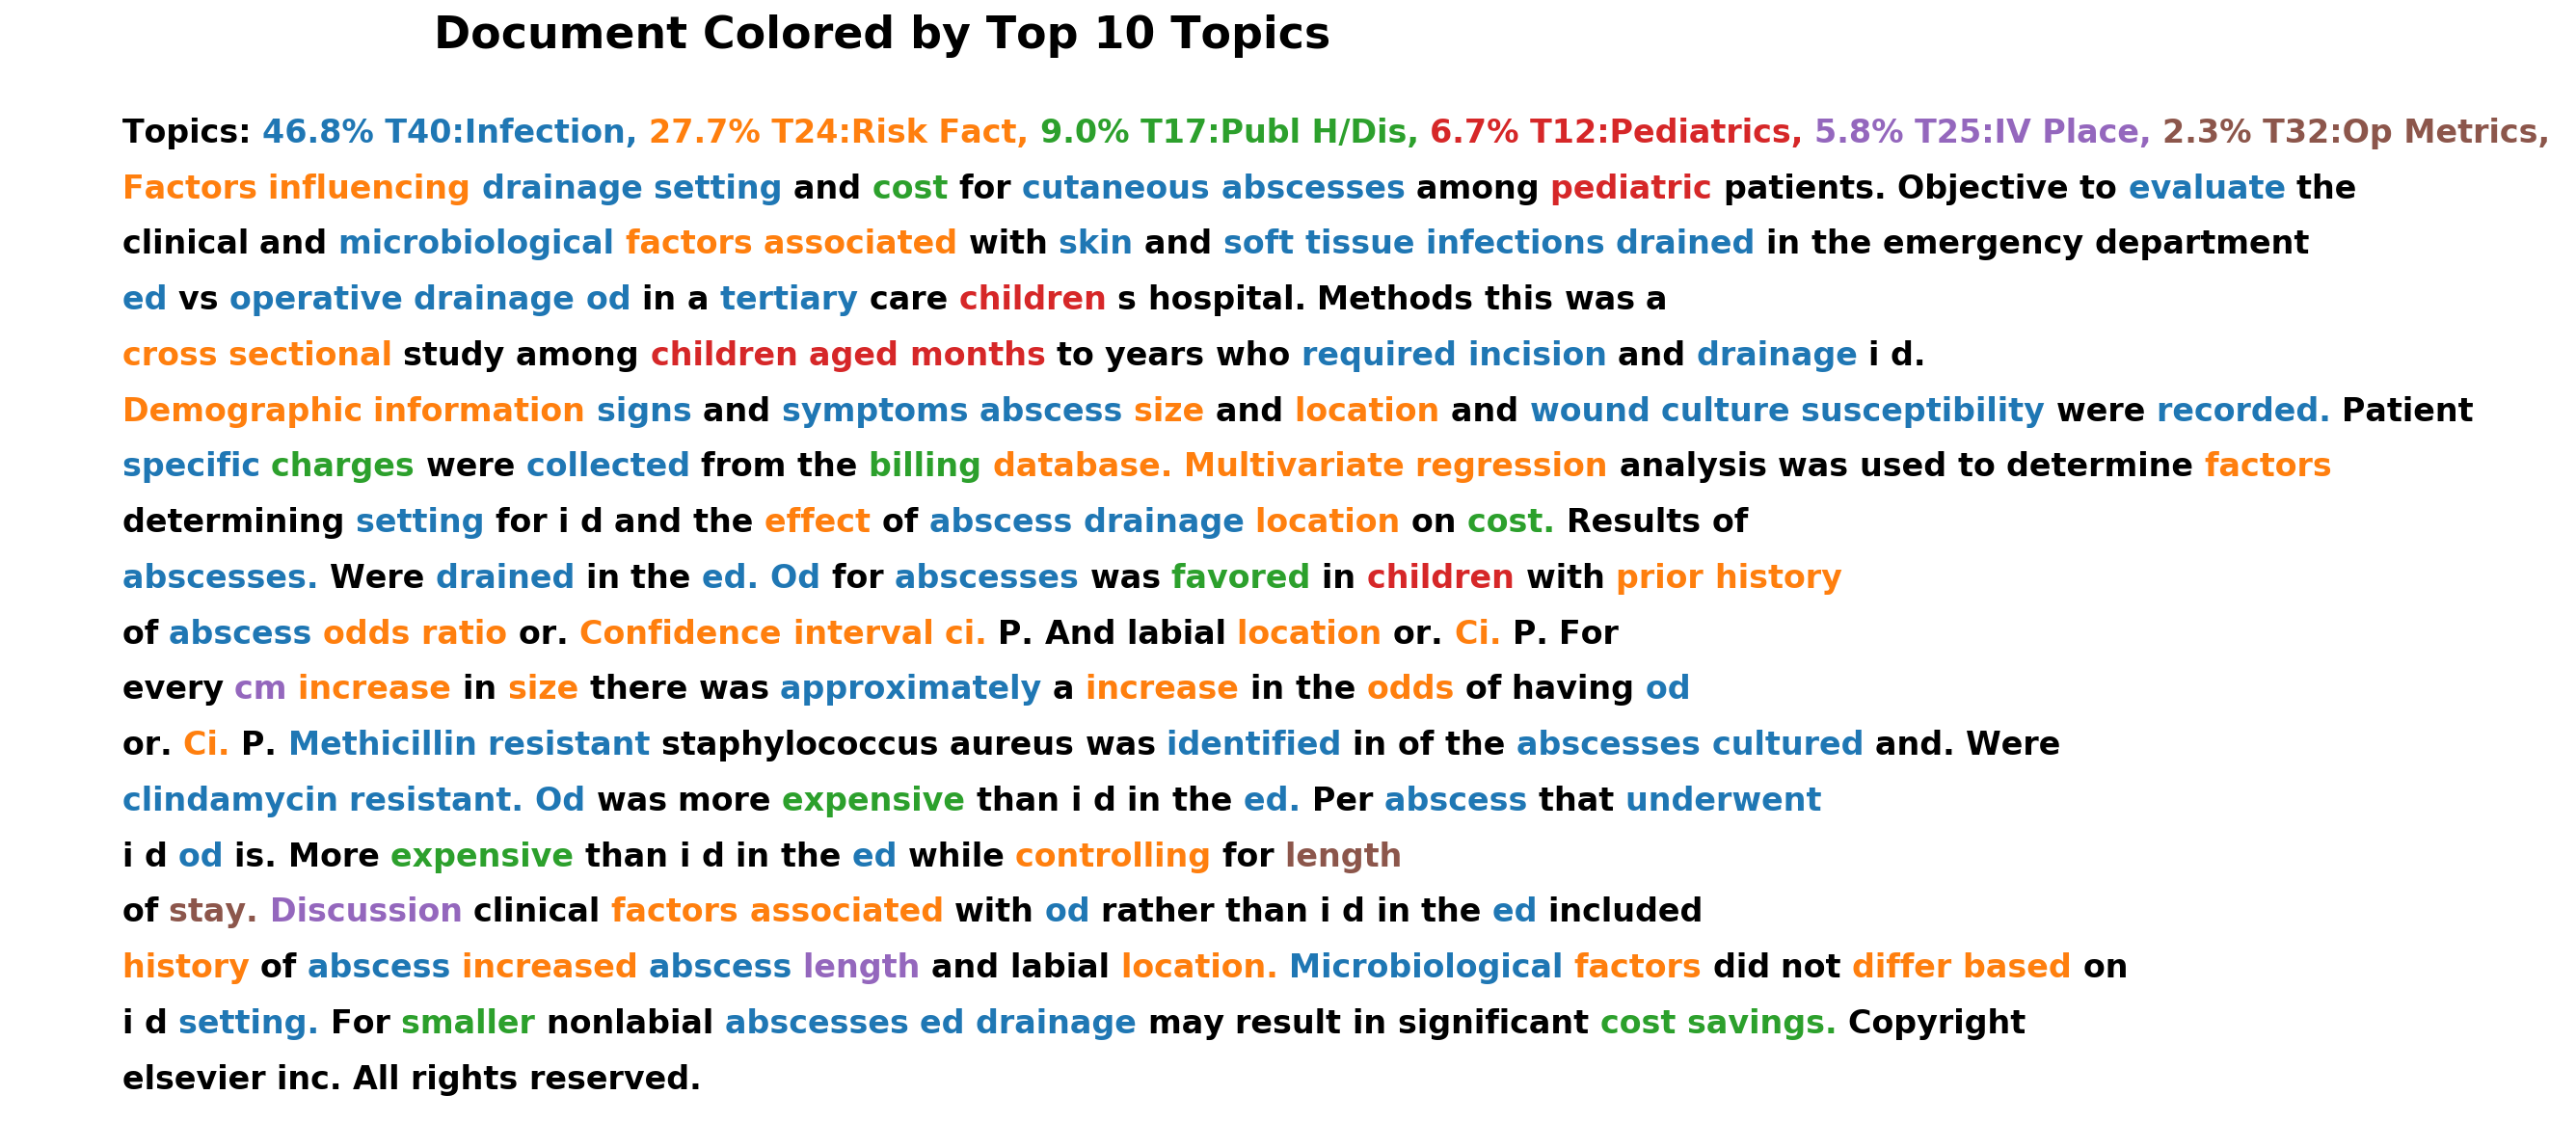 Document Colored by Top 10 Topics
Topics: 46.8% T40:Infection, 27.7% T24:Risk Fact, 9.0% T17:Publ H/Dis, 6.7% T12:Pediatrics, 5.8% T25:IV Place, 2.3% T32:Op Metrics,
Factors influencing drainage setting and cost for cutaneous abscesses among pediatric patients. Objective to evaluate the
clinical and microbiological factors associated with skin and soft tissue infections drained in the emergency department
ed vs operative drainage od in a tertiary care children s hospital. Methods this was a
cross sectional study among children aged months to years who required incision and drainage i d.
Demographic information signs and symptoms abscess size and location and wound culture susceptibility were recorded. Patient
specific charges were collected from the billing database. Multivariate regression analysis was used to determine factors
determining setting for i d and the effect of abscess drainage location on cost. Results of
abscesses. Were drained in the ed. Od for abscesses was favored in children with prior history
of abscess odds ratio or. Confidence interval ci. P. And labial location or. Ci. P. For
every cm increase in size there was approximately a increase in the odds of having od
or. Ci. P. Methicillin resistant staphylococcus aureus was identified in of the abscesses cultured and. Were
clindamycin resistant. Od was more expensive than i d in the ed. Per abscess that underwent
i d od is. More expensive than i d in the ed while controlling for length
of stay. Discussion clinical factors associated with od rather than i d in the ed included
history of abscess increased abscess length and labial location. Microbiological factors did not differ based on
i d setting. For smaller nonlabial abscesses ed drainage may result in significant cost savings. Copyright
elsevier inc. All rights reserved.